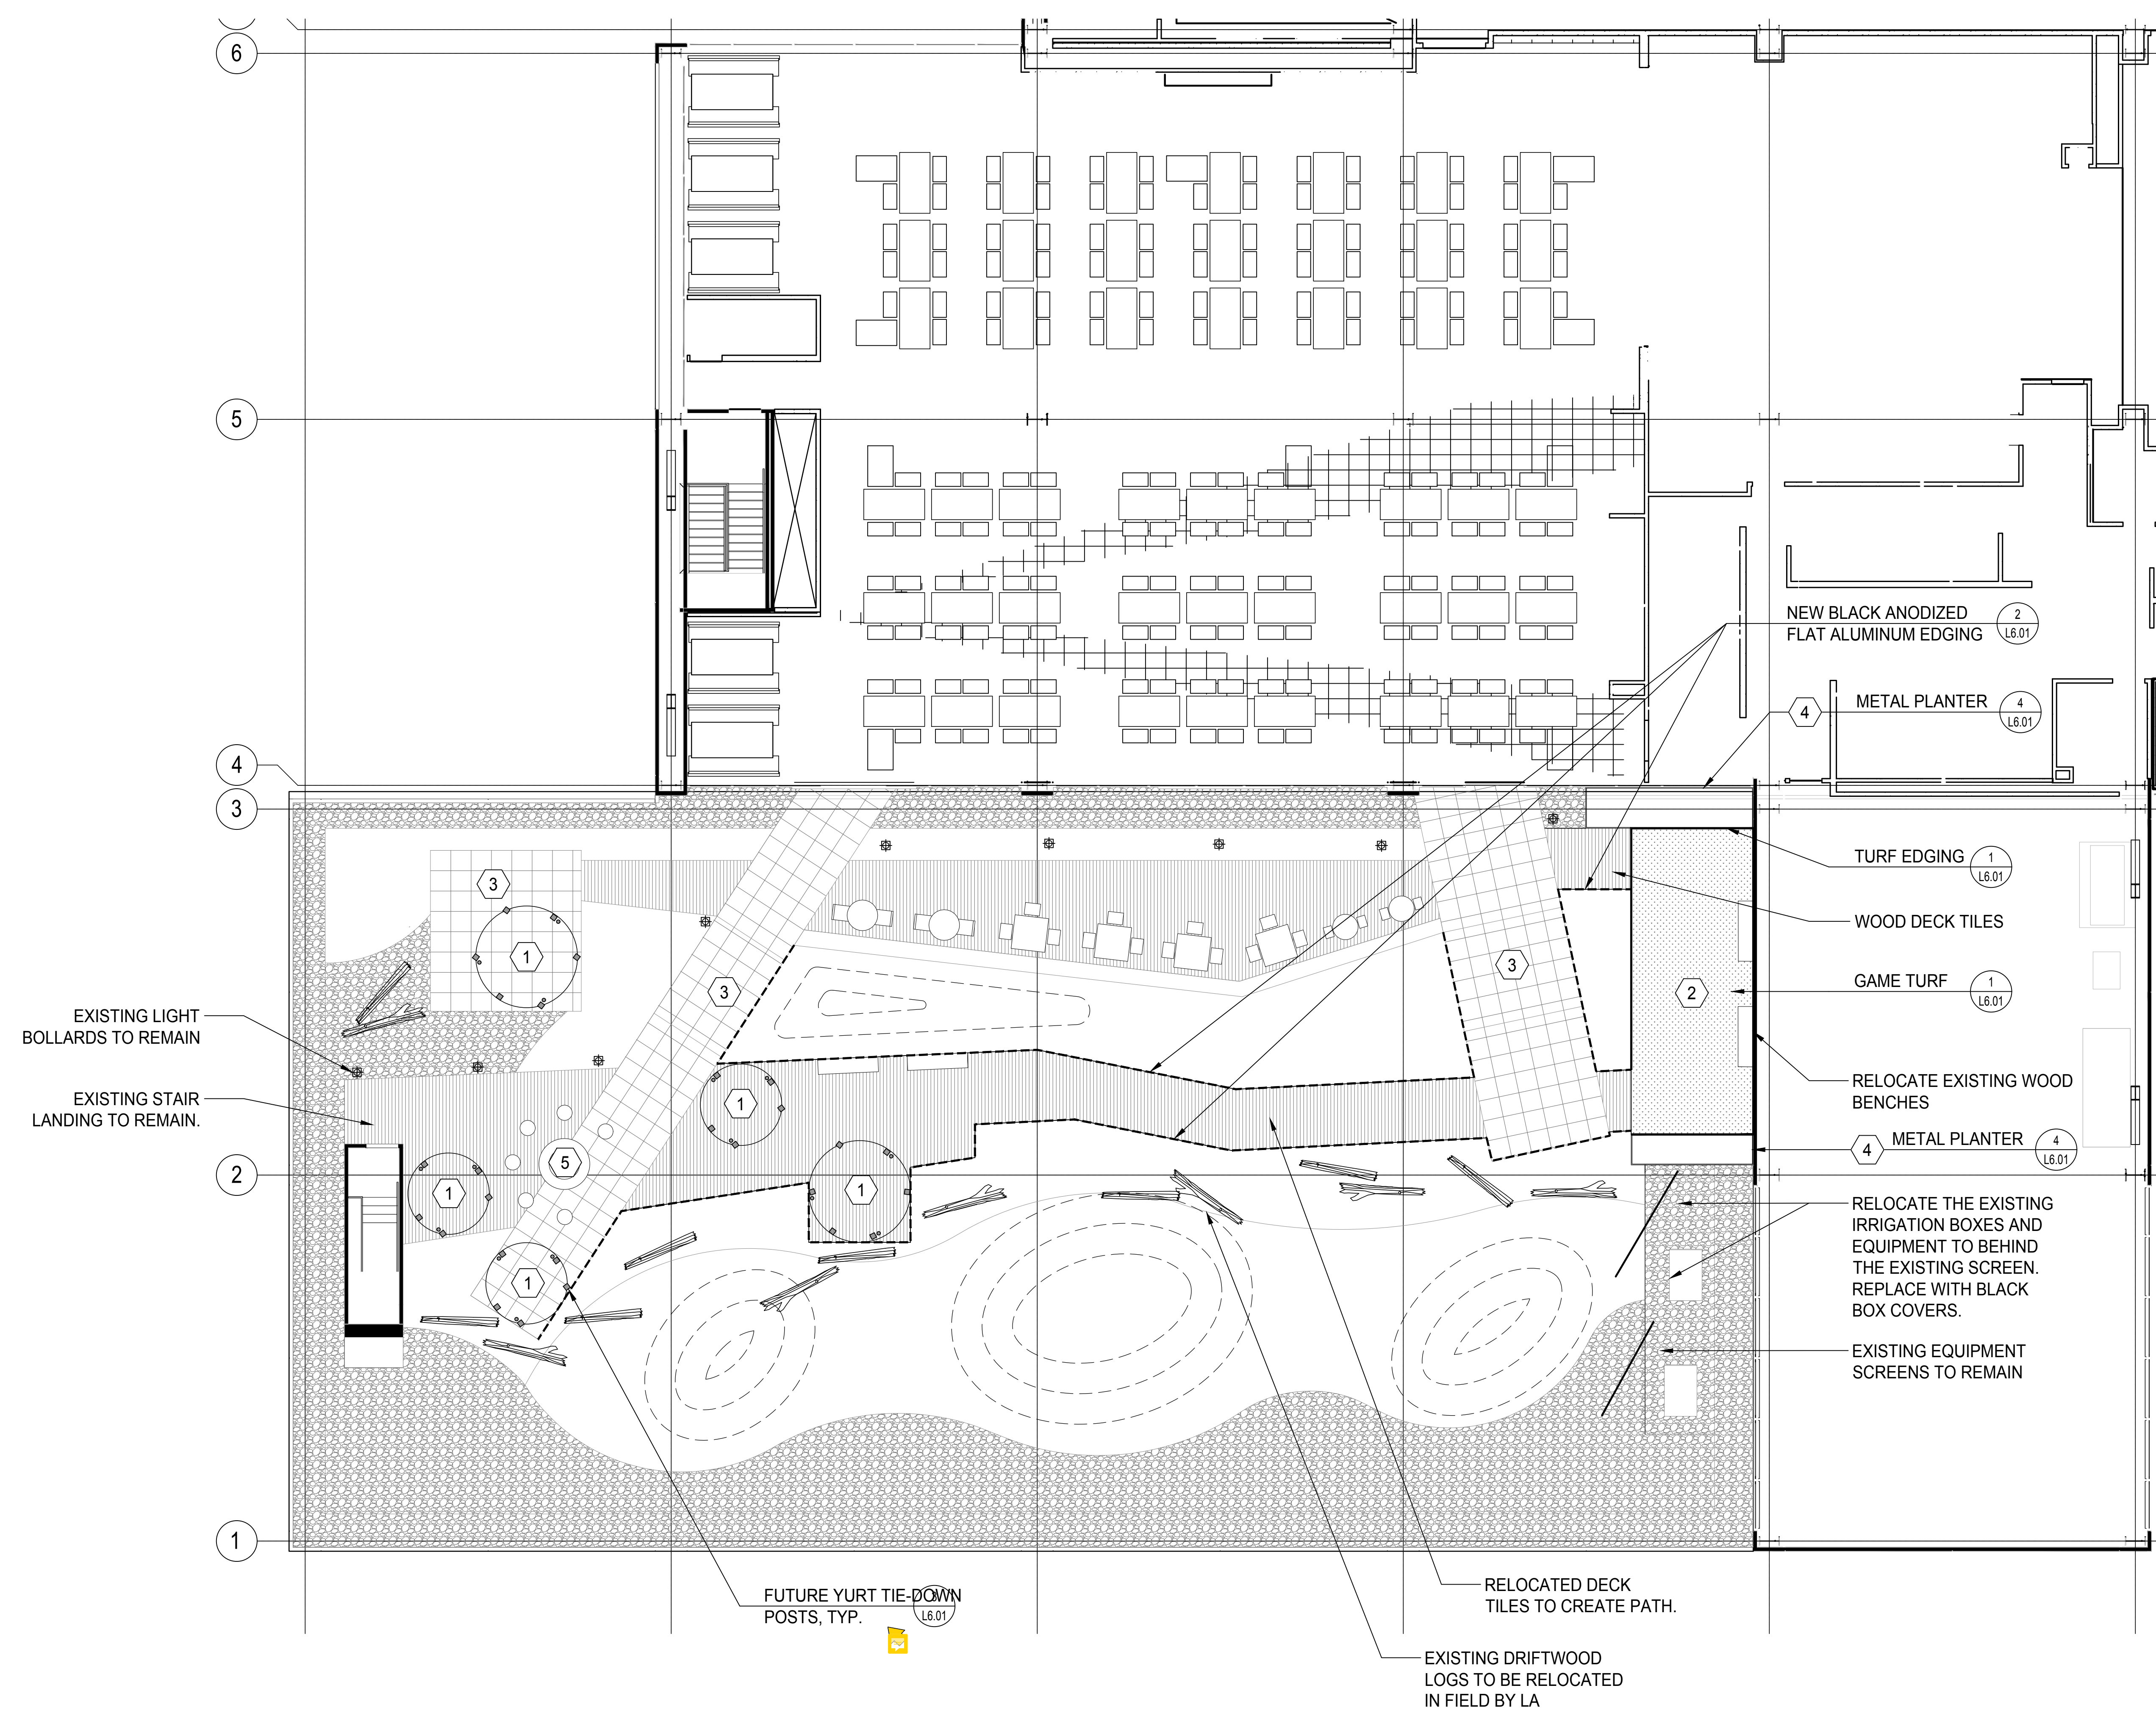 6
5
4
3
2
1
NEW BLACK ANODIZED
FLAT ALUMINUM EDGING
2
L6.01
4
METAL PLANTER
4
L6.01
TURF EDGING
1
L6.01
WOOD DECK TILES
GAME TURF
1
L6.01
RELOCATE EXISTING WOOD
BENCHES
4
METAL PLANTER
4
L6.01
RELOCATE THE EXISTING
IRRIGATION BOXES AND
EQUIPMENT TO BEHIND
THE EXISTING SCREEN.
REPLACE WITH BLACK
BOX COVERS.
EXISTING EQUIPMENT
SCREENS TO REMAIN
EXISTING LIGHT
BOLLARDS TO REMAIN
EXISTING STAIR
LANDING TO REMAIN.
3
1
3
3
2
1
5
1
1
1
FUTURE YURT TIE-DOWN
POSTS, TYP.
L6.01
RELOCATED DECK
TILES TO CREATE PATH.
EXISTING DRIFTWOOD
LOGS TO BE RELOCATED
IN FIELD BY LA